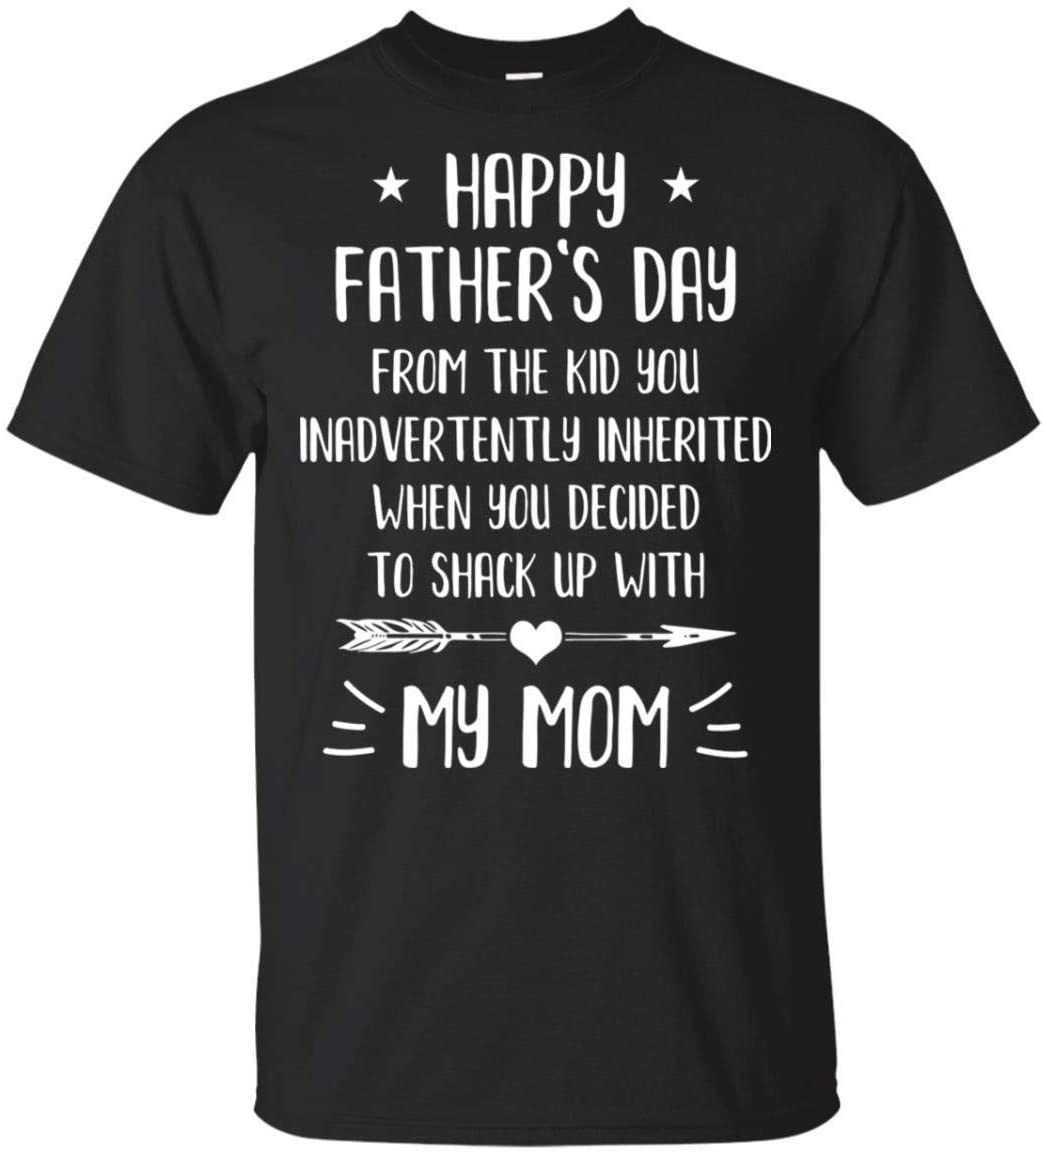 HAPPY
FATHER'S DAY
FROM THE KID YOU
INADVERTENTLY INHERITED
WHEN YOU DECIDED
TO SHACK UP WITH
MY MOM